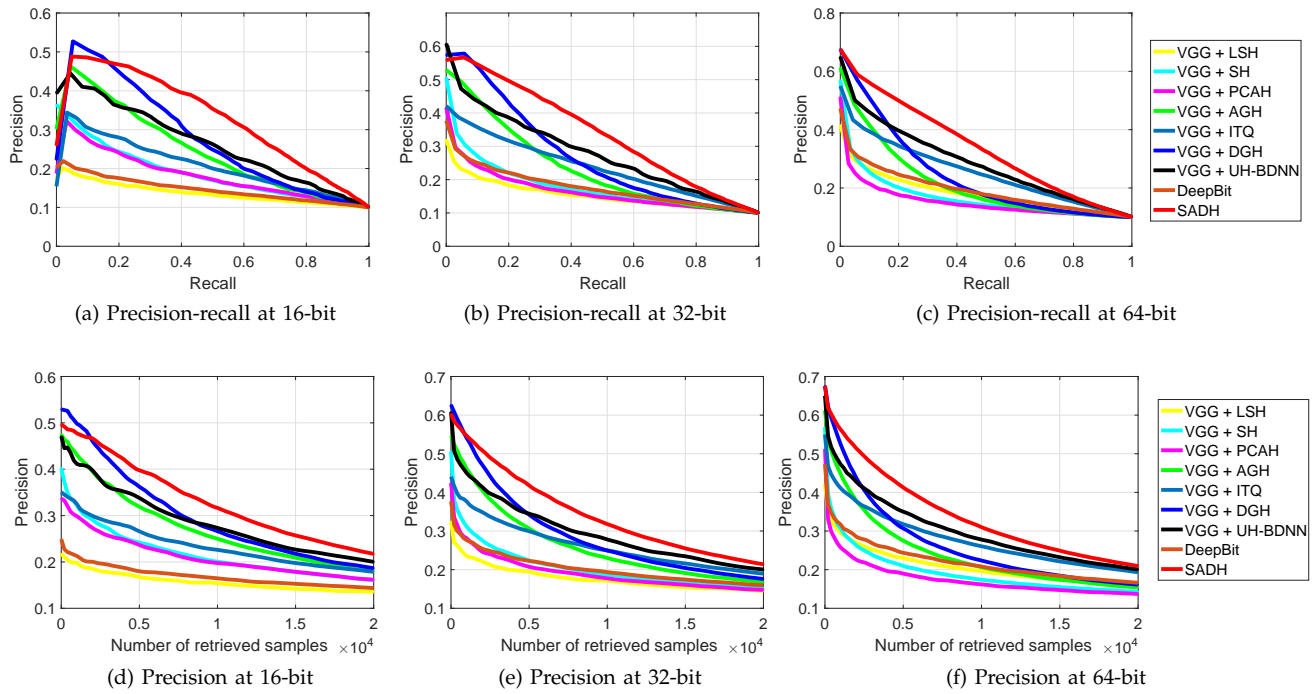 0.6
0.5
0.4
0.3
0.2
0.1
0
Precision
0 0.2 0.4 0.6 0.8 1
Recall
(a) Precision-recall at 16-bit
0.6
0.5
0.4
0.3
0.2
0.1
0
Precision
0 0.2 0.4 0.6 0.8 1
Recall
(b) Precision-recall at 32-bit
0.8
0.6
0.4
0.2
0
Precision
0 0.2 0.4 0.6 0.8 1
Recall
(c) Precision-recall at 64-bit
VGG + LSH
VGG + SH
VGG + PCAH
VGG + AGH
VGG + ITQ
VGG + DGH
VGG + UH-BDNN
DeepBit
SADH
0.6
0.5
0.4
0.3
0.2
0.1
Precision
0 0.5 1 1.5 2
Number of retrieved samples ×10^4
(d) Precision at 16-bit
0.7
0.6
0.5
0.4
0.3
0.2
0.1
Precision
0 0.5 1 1.5 2
Number of retrieved samples ×10^4
(e) Precision at 32-bit
0.7
0.6
0.5
0.4
0.3
0.2
0.1
Precision
0 0.5 1 1.5 2
Number of retrieved samples ×10^4
(f) Precision at 64-bit
VGG + LSH
VGG + SH
VGG + PCAH
VGG + AGH
VGG + ITQ
VGG + DGH
VGG + UH-BDNN
DeepBit
SADH